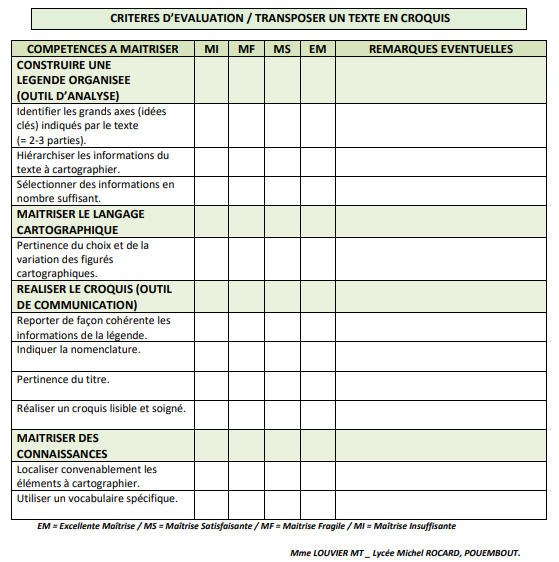 CRITERES D'EVALUATION / TRANSPOSER UN TEXTE EN CROQUIS
COMPETENCES A MAITRISER MI MF MS EM REMARQUES EVENTUELLES
CONSTRUIRE UNE
LEGENDE ORGANISEE
(OUTIL D'ANALYSE)
Identifier les grands axes (idées
clés) indiqués par le texte
(= 2-3 parties).
Hiérarchiser les informations du
texte à cartographier.
Sélectionner des informations en
nombre suffisant.
MAITRISER LE LANGAGE
CARTOGRAPHIQUE
Pertinence du choix et de la
variation des figurés
cartographiques.
REALISER LE CROQUIS (OUTIL
DE COMMUNICATION)
Reporter de façon cohérente les
informations de la légende.
Indiquer la nomenclature.
Pertinence du titre.
Réaliser un croquis lisible et soigné.
MAITRISER DES
CONNAISSANCES
Localiser convenablement les
éléments à cartographier.
Utiliser un vocabulaire spécifique.
EM = Excellente Maîtrise / MS = Maîtrise Satisfaisante / MF = Maitrise Fragile / MI = Maîtrise Insuffisante
Mme LOUVIER MT _ Lycée Michel ROCARD, POUEMBOUT.